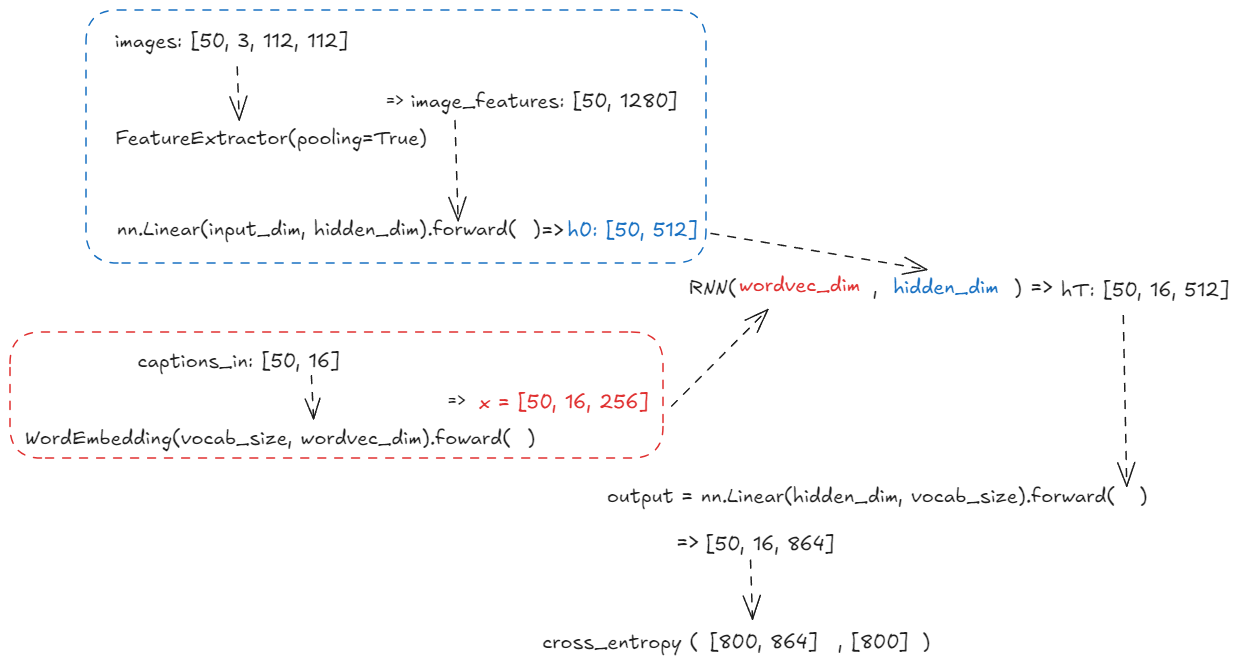 images: [50, 3, 112, 112]
=> image_features: [50, 1280]
FeatureExtractor(pooling=True)
nn.Linear(input_dim, hidden_dim).forward( )=> h0: [50, 512]
RNN(wordvec_dim , hidden_dim ) => hT: [50, 16, 512]
captions_in: [50, 16]
=> x = [50, 16, 256]
WordEmbedding(vocab_size, wordvec_dim).foward( )
output = nn.Linear(hidden_dim, vocab_size).forward( )
=> [50, 16, 864]
cross_entropy ( [800, 864] , [800] )